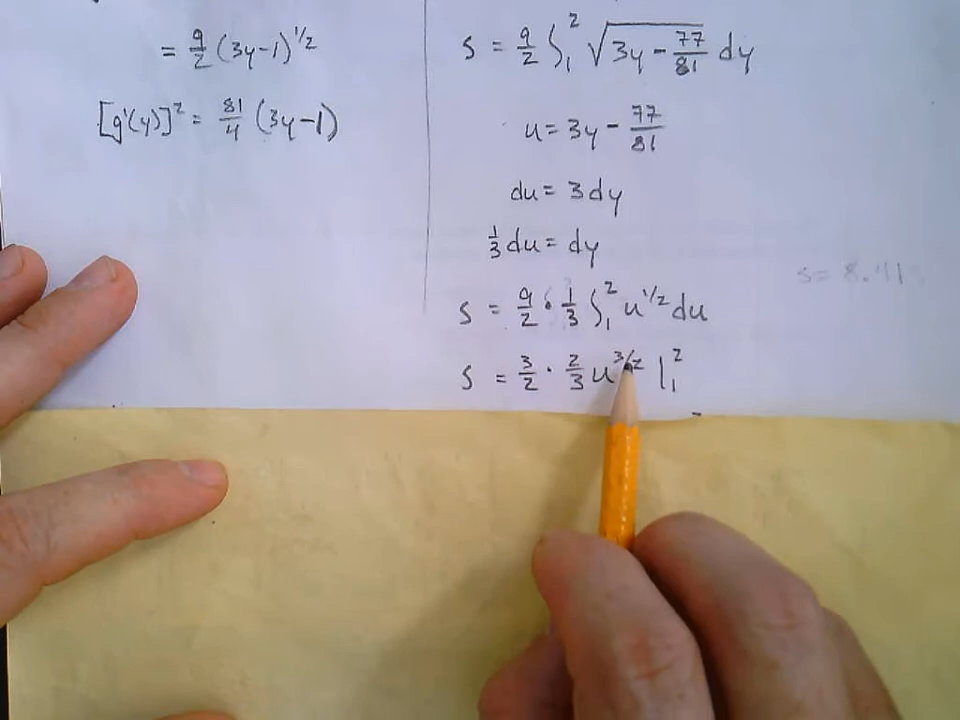 = 9/2 (3y-1)^1/2
[g'(y)]^2 = 81/4 (3y-1)
S = 9/2 ∫_1^2 √(3y - 77/81) dy
u = 3y - 77/81
du = 3dy
1/3 du = dy
S = 9/2 · 1/3 ∫_1^2 u^1/2 du
S = 3/2 · 2/3 u^3/2 |_1^2
s = 8.41